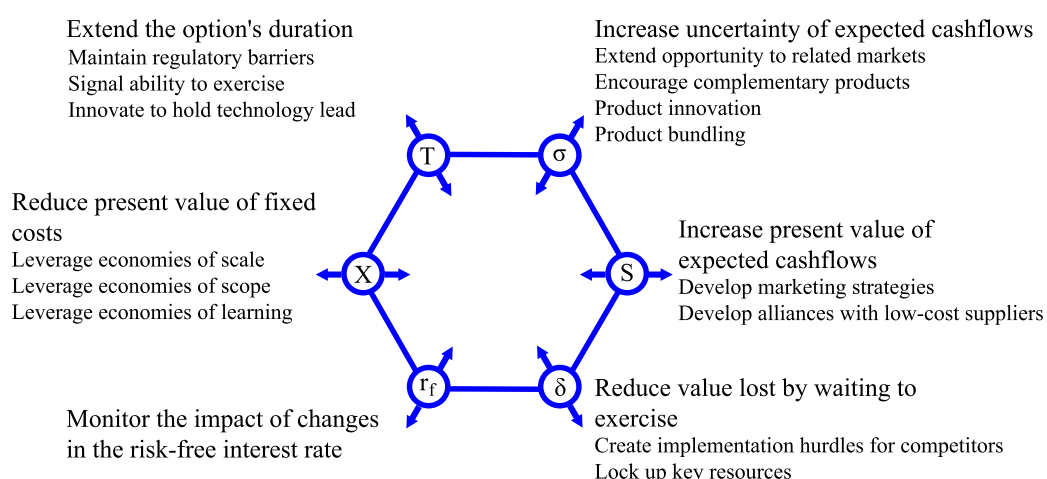 Extend the option's duration
Maintain regulatory barriers
Signal ability to exercise
Innovate to hold technology lead
Increase uncertainty of expected cashflows
Extend opportunity to related markets
Encourage complementary products
Product innovation
Product bundling
T
σ
Reduce present value of fixed
costs
Leverage economies of scale
Leverage economies of scope
Leverage economies of learning
X
S
Increase present value of
expected cashflows
Develop marketing strategies
Develop alliances with low-cost suppliers
rf
δ
Monitor the impact of changes
in the risk-free interest rate
Reduce value lost by waiting to
exercise
Create implementation hurdles for competitors
Lock up key resources